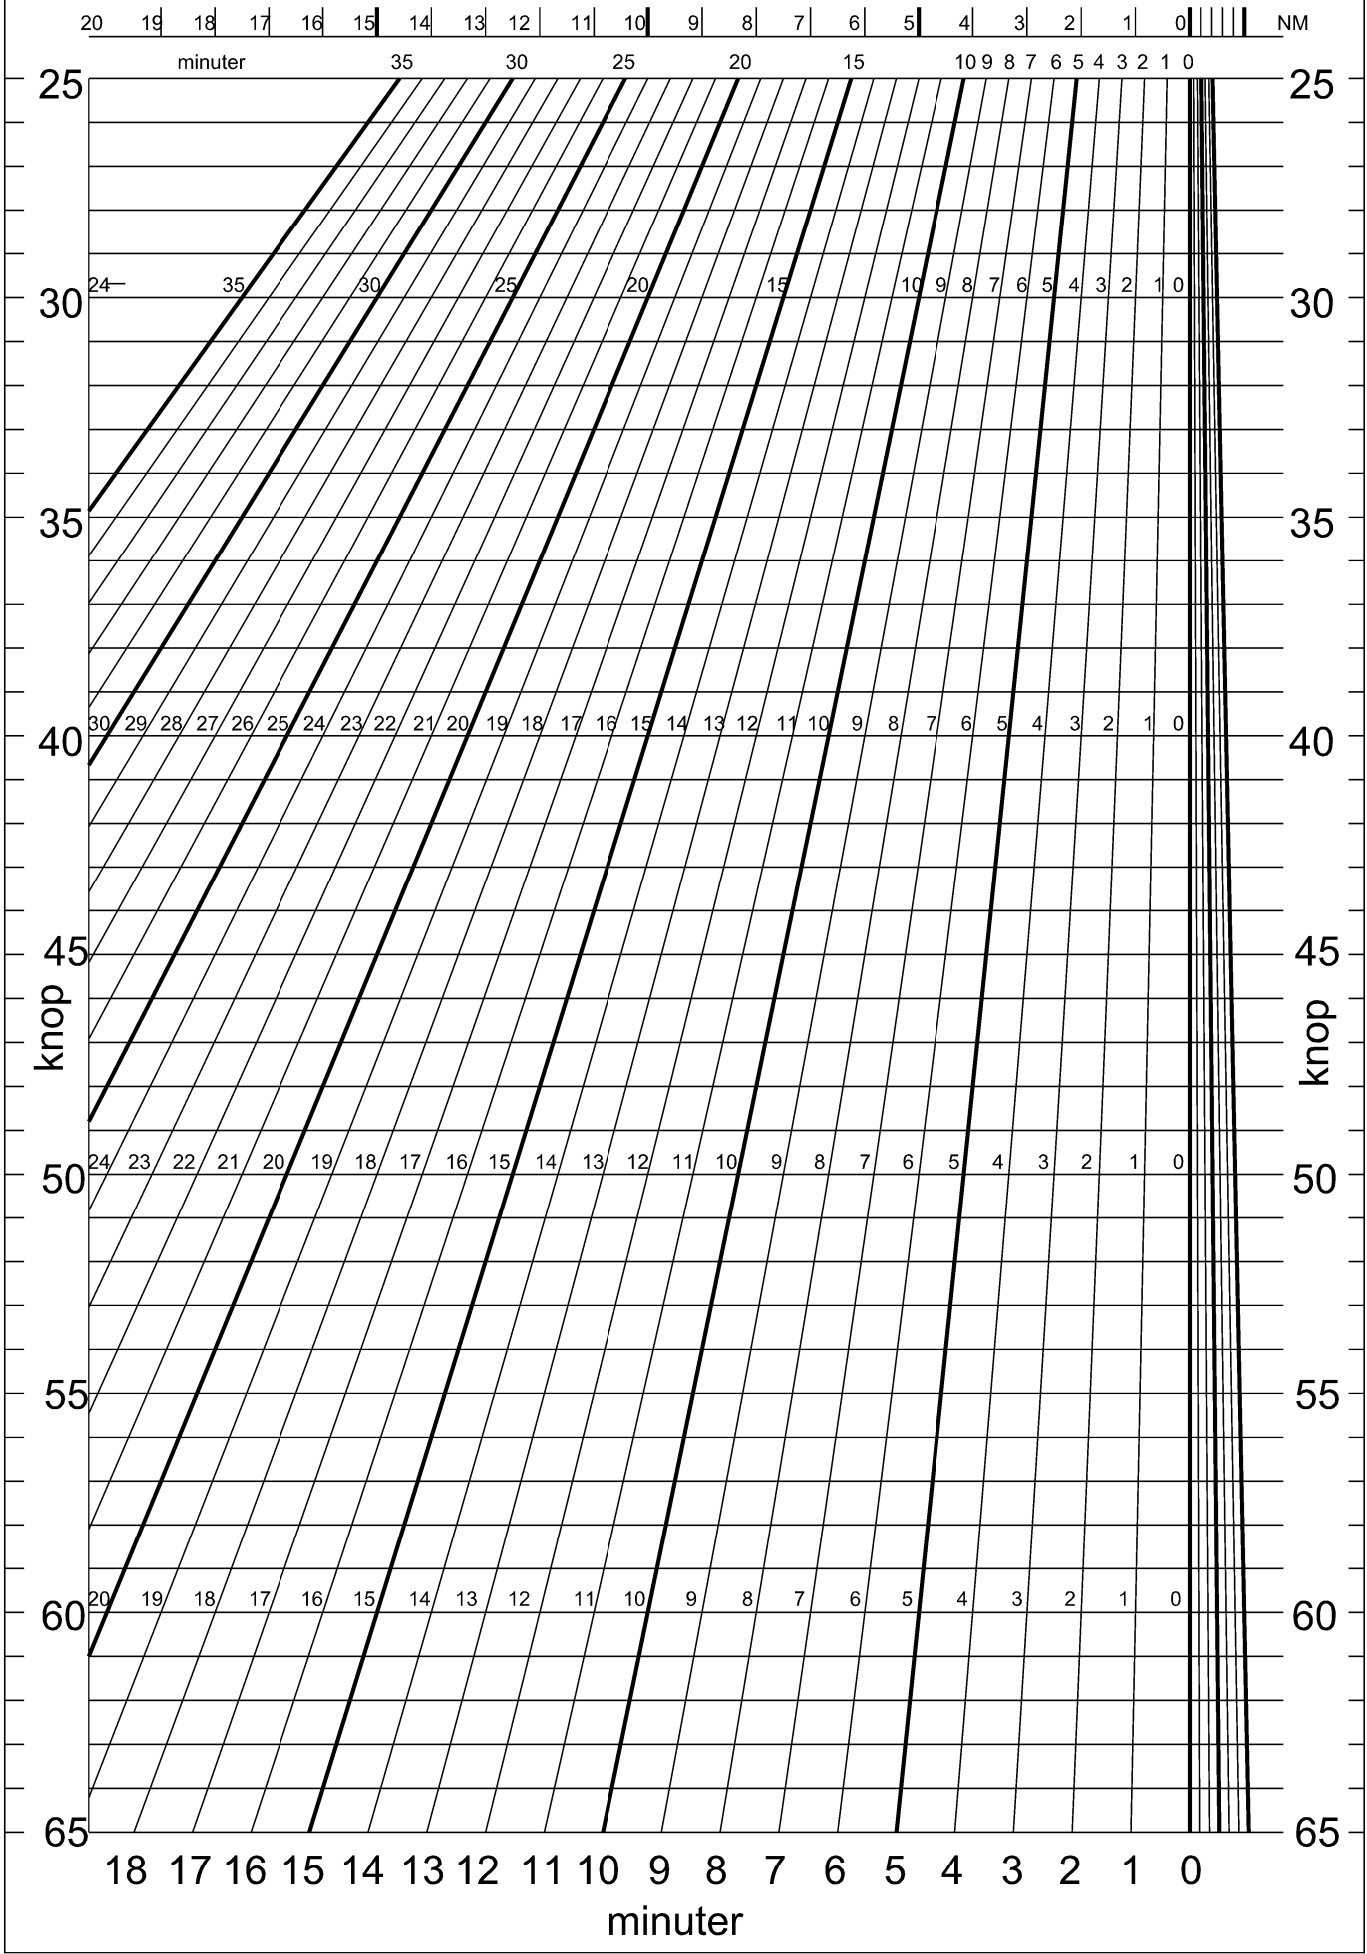 20 19 18 17 16 15 14 13 12 11 10 9 8 7 6 5 4 3 2 1 0 NM
minuter 35 30 25 20 15 10 9 8 7 6 5 4 3 2 1 0
25 25
24 35 30 25 20 15 10 9 8 7 6 5 4 3 2 1 0
30 30
35 35
30 29 28 27 26 25 24 23 22 21 20 19 18 17 16 15 14 13 12 11 10 9 8 7 6 5 4 3 2 1 0
40 40
45 45
knop knop
24 23 22 21 20 19 18 17 16 15 14 13 12 11 10 9 8 7 6 5 4 3 2 1 0
50 50
55 55
20 19 18 17 16 15 14 13 12 11 10 9 8 7 6 5 4 3 2 1 0
60 60
65 65
18 17 16 15 14 13 12 11 10 9 8 7 6 5 4 3 2 1 0
minuter